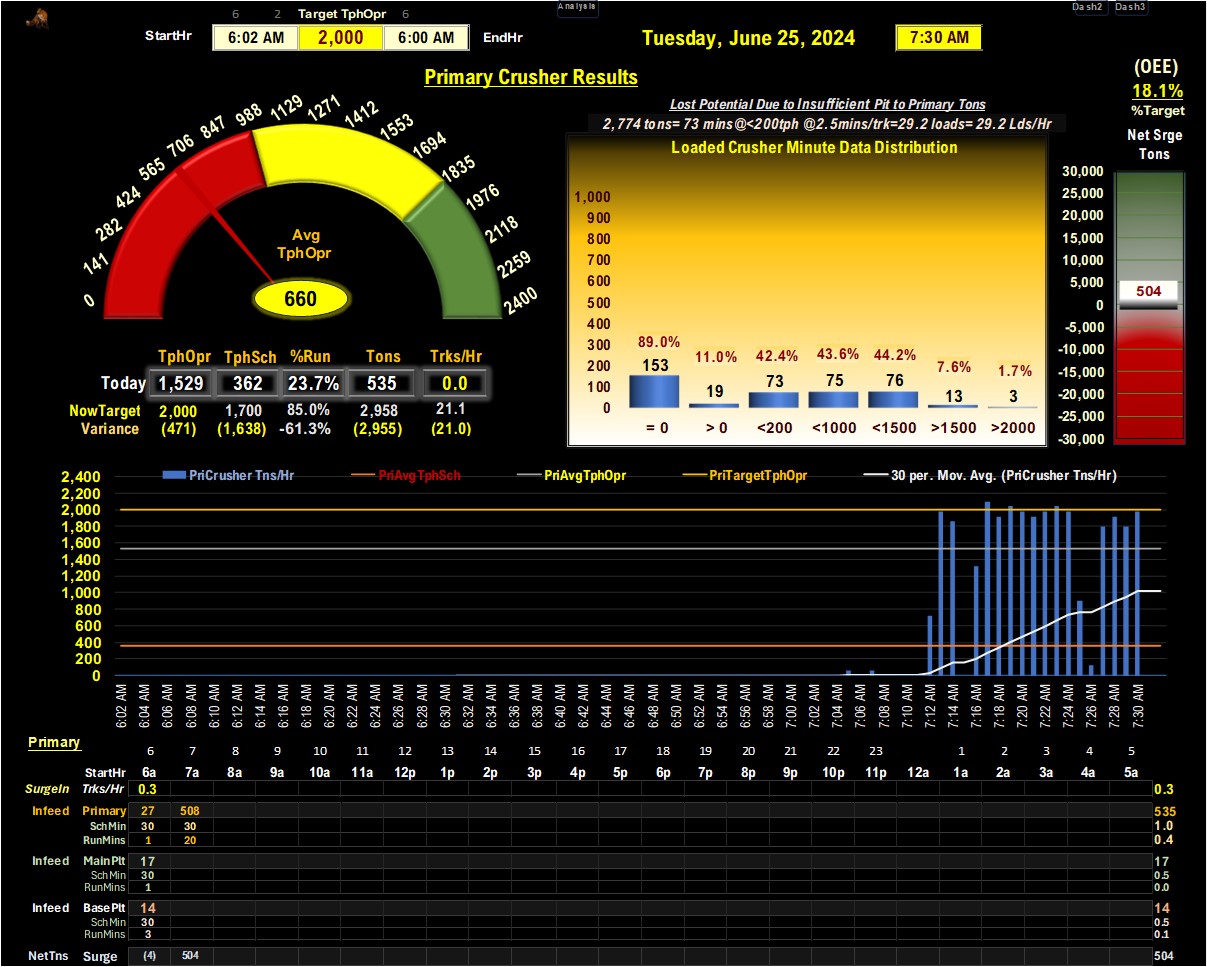 Analysis
Dash2 Dash3
6 2 Target TphOpr 6
StartHr 6:02 AM 2,000 6:00 AM EndHr
Tuesday, June 25, 2024 7:30 AM
Primary Crusher Results
(OEE)
18.1%
%Target
Net Srge
Tons
Lost Potential Due to Insufficient Pit to Primary Tons
2,774 tons= 73 mins@<200tph @2.5mins/trk=29.2 loads= 29.2 Lds/Hr
0 141 282 424 565 706 847 988 1129 1271 1412 1553 1694 1835 1976 2118 2259 2400
Avg
TphOpr
660
Loaded Crusher Minute Data Distribution
1,000
900
800
700
600
500
400
300
200
100
0
89.0% 11.0% 42.4% 43.6% 44.2% 7.6% 1.7%
153 19 73 75 76 13 3
= 0 > 0 <200 <1000 <1500 >1500 >2000
30,000
25,000
20,000
15,000
10,000
5,000
0
-5,000
-10,000
-15,000
-20,000
-25,000
-30,000
504
TphOpr TphSch %Run Tons Trks/Hr
Today 1,529 362 23.7% 535 0.0
NowTarget 2,000 1,700 85.0% 2,958 21.1
Variance (471) (1,638) -61.3% (2,955) (21.0)
PriCrusher Tns/Hr PriAvgTphSch PriAvgTphOpr PriTargetTphOpr 30 per. Mov. Avg. (PriCrusher Tns/Hr)
2,400
2,200
2,000
1,800
1,600
1,400
1,200
1,000
800
600
400
200
0
6:02 AM 6:04 AM 6:06 AM 6:08 AM 6:10 AM 6:12 AM 6:14 AM 6:16 AM 6:18 AM 6:20 AM 6:22 AM 6:24 AM 6:26 AM 6:28 AM 6:30 AM 6:32 AM 6:34 AM 6:36 AM 6:38 AM 6:40 AM 6:42 AM 6:44 AM 6:46 AM 6:48 AM 6:50 AM 6:52 AM 6:54 AM 6:56 AM 6:58 AM 7:00 AM 7:02 AM 7:04 AM 7:06 AM 7:08 AM 7:10 AM 7:12 AM 7:14 AM 7:16 AM 7:18 AM 7:20 AM 7:22 AM 7:24 AM 7:26 AM 7:28 AM 7:30 AM
Primary
6 7 8 9 10 11 12 13 14 15 16 17 18 19 20 21 22 23 1 2 3 4 5
StartHr 6a 7a 8a 9a 10a 11a 12p 1p 2p 3p 4p 5p 6p 7p 8p 9p 10p 11p 12a 1a 2a 3a 4a 5a
SurgeIn Trks/Hr 0.3 0.3
Infeed Primary 27 508 535
SchMin 30 30 1.0
RunMins 1 20 0.4
Infeed MainPlt 17 17
SchMin 30 0.5
RunMins 1 0.0
Infeed BasePlt 14 14
SchMin 30 0.5
RunMins 3 0.1
NetTns Surge (4) 504 504